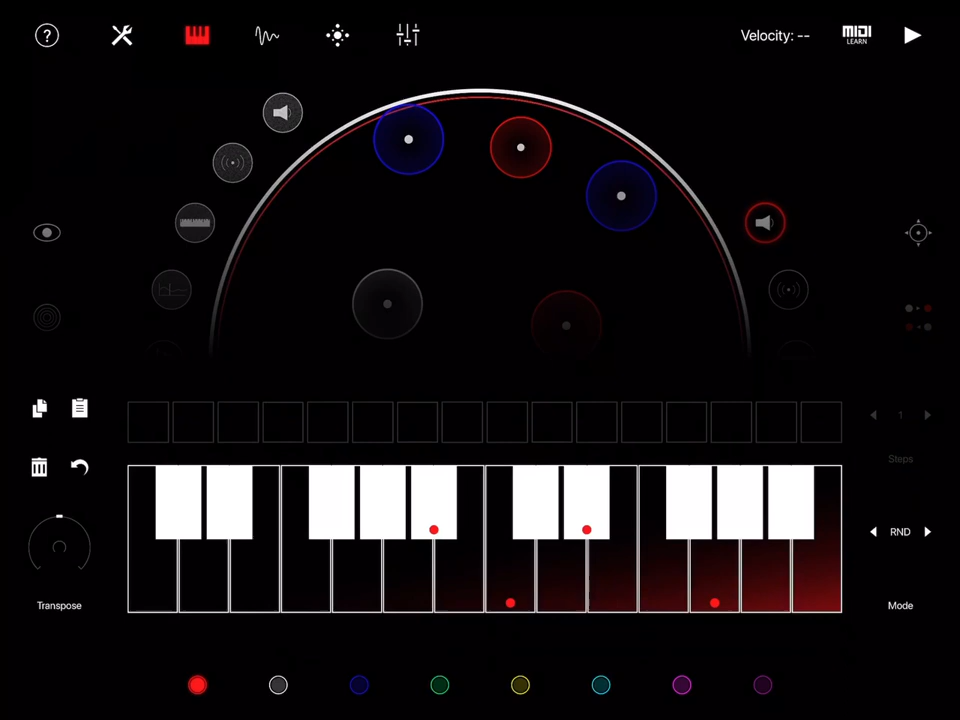 ?
Velocity: --
MIDI
LEARN
1
Steps
RND
Transpose
Mode